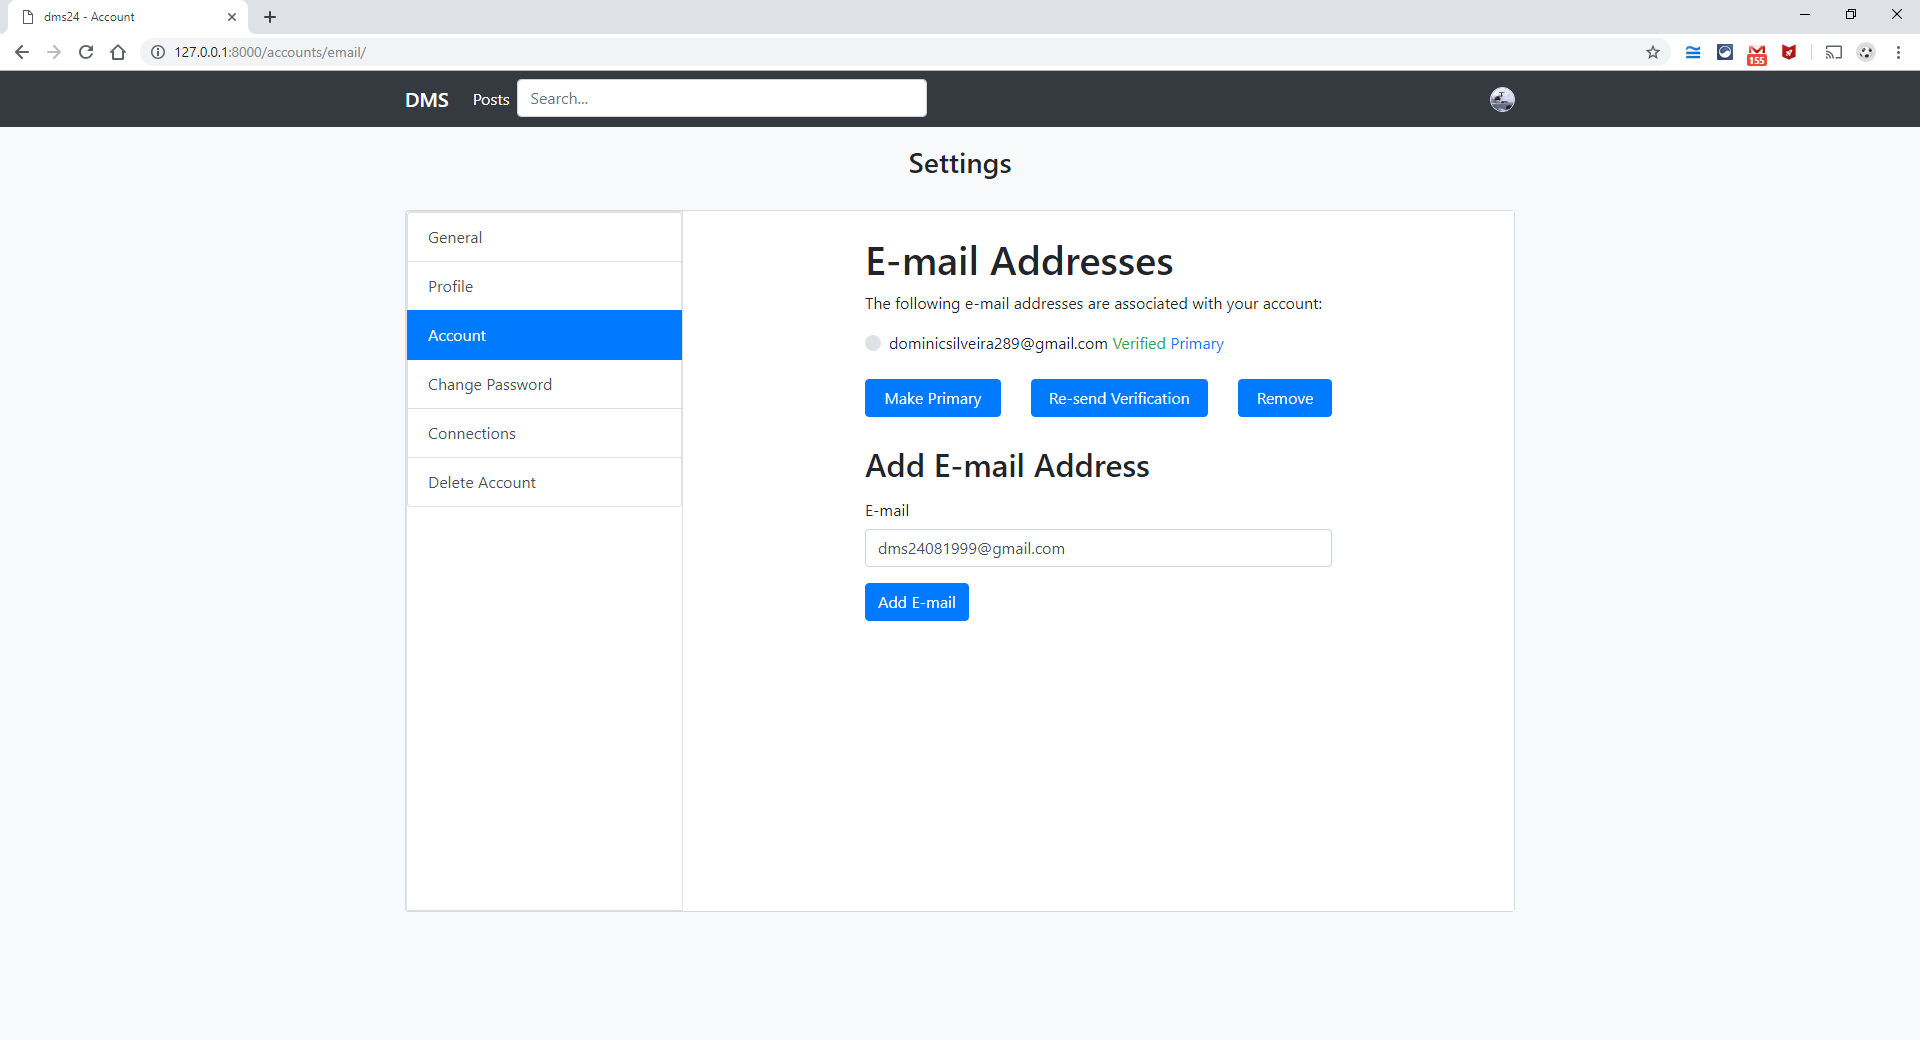 dms24 - Account
127.0.0.1:8000/accounts/email/
155
DMS Posts Search...
Settings
General
Profile
Account
Change Password
Connections
Delete Account
E-mail Addresses
The following e-mail addresses are associated with your account:
dominicsilveira289@gmail.com Verified Primary
Make Primary Re-send Verification Remove
Add E-mail Address
E-mail
dms24081999@gmail.com
Add E-mail